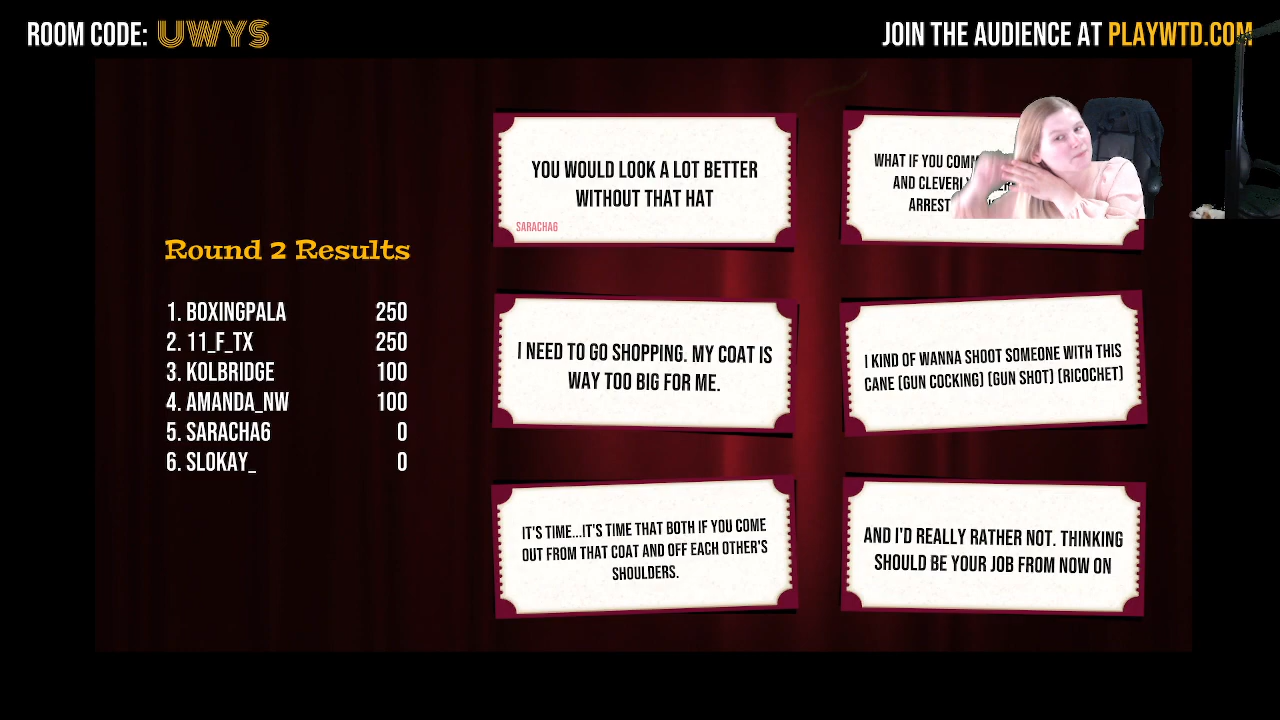 ROOM CODE: UWYS
JOIN THE AUDIENCE AT PLAYWTD.COM
Round 2 Results
1. BOXINGPALA 250
2. 11_F_TX 250
3. KOLBRIDGE 100
4. AMANDA_NW 100
5. SARACHA6 0
6. SLOKAY_ 0
YOU WOULD LOOK A LOT BETTER
WITHOUT THAT HAT
SARACHA6
WHAT IF YOU
AND
ARREST
I NEED TO GO SHOPPING. MY COAT IS
WAY TOO BIG FOR ME.
I KIND OF WANNA SHOOT SOMEONE WITH THIS
CANE (GUN COCKING) (GUN SHOT) (RICOCHET)
IT'S TIME...IT'S TIME THAT BOTH IF YOU COME
OUT FROM THAT COAT AND OFF EACH OTHER'S
SHOULDERS.
AND I'D REALLY RATHER NOT. THINKING
SHOULD BE YOUR JOB FROM NOW ON